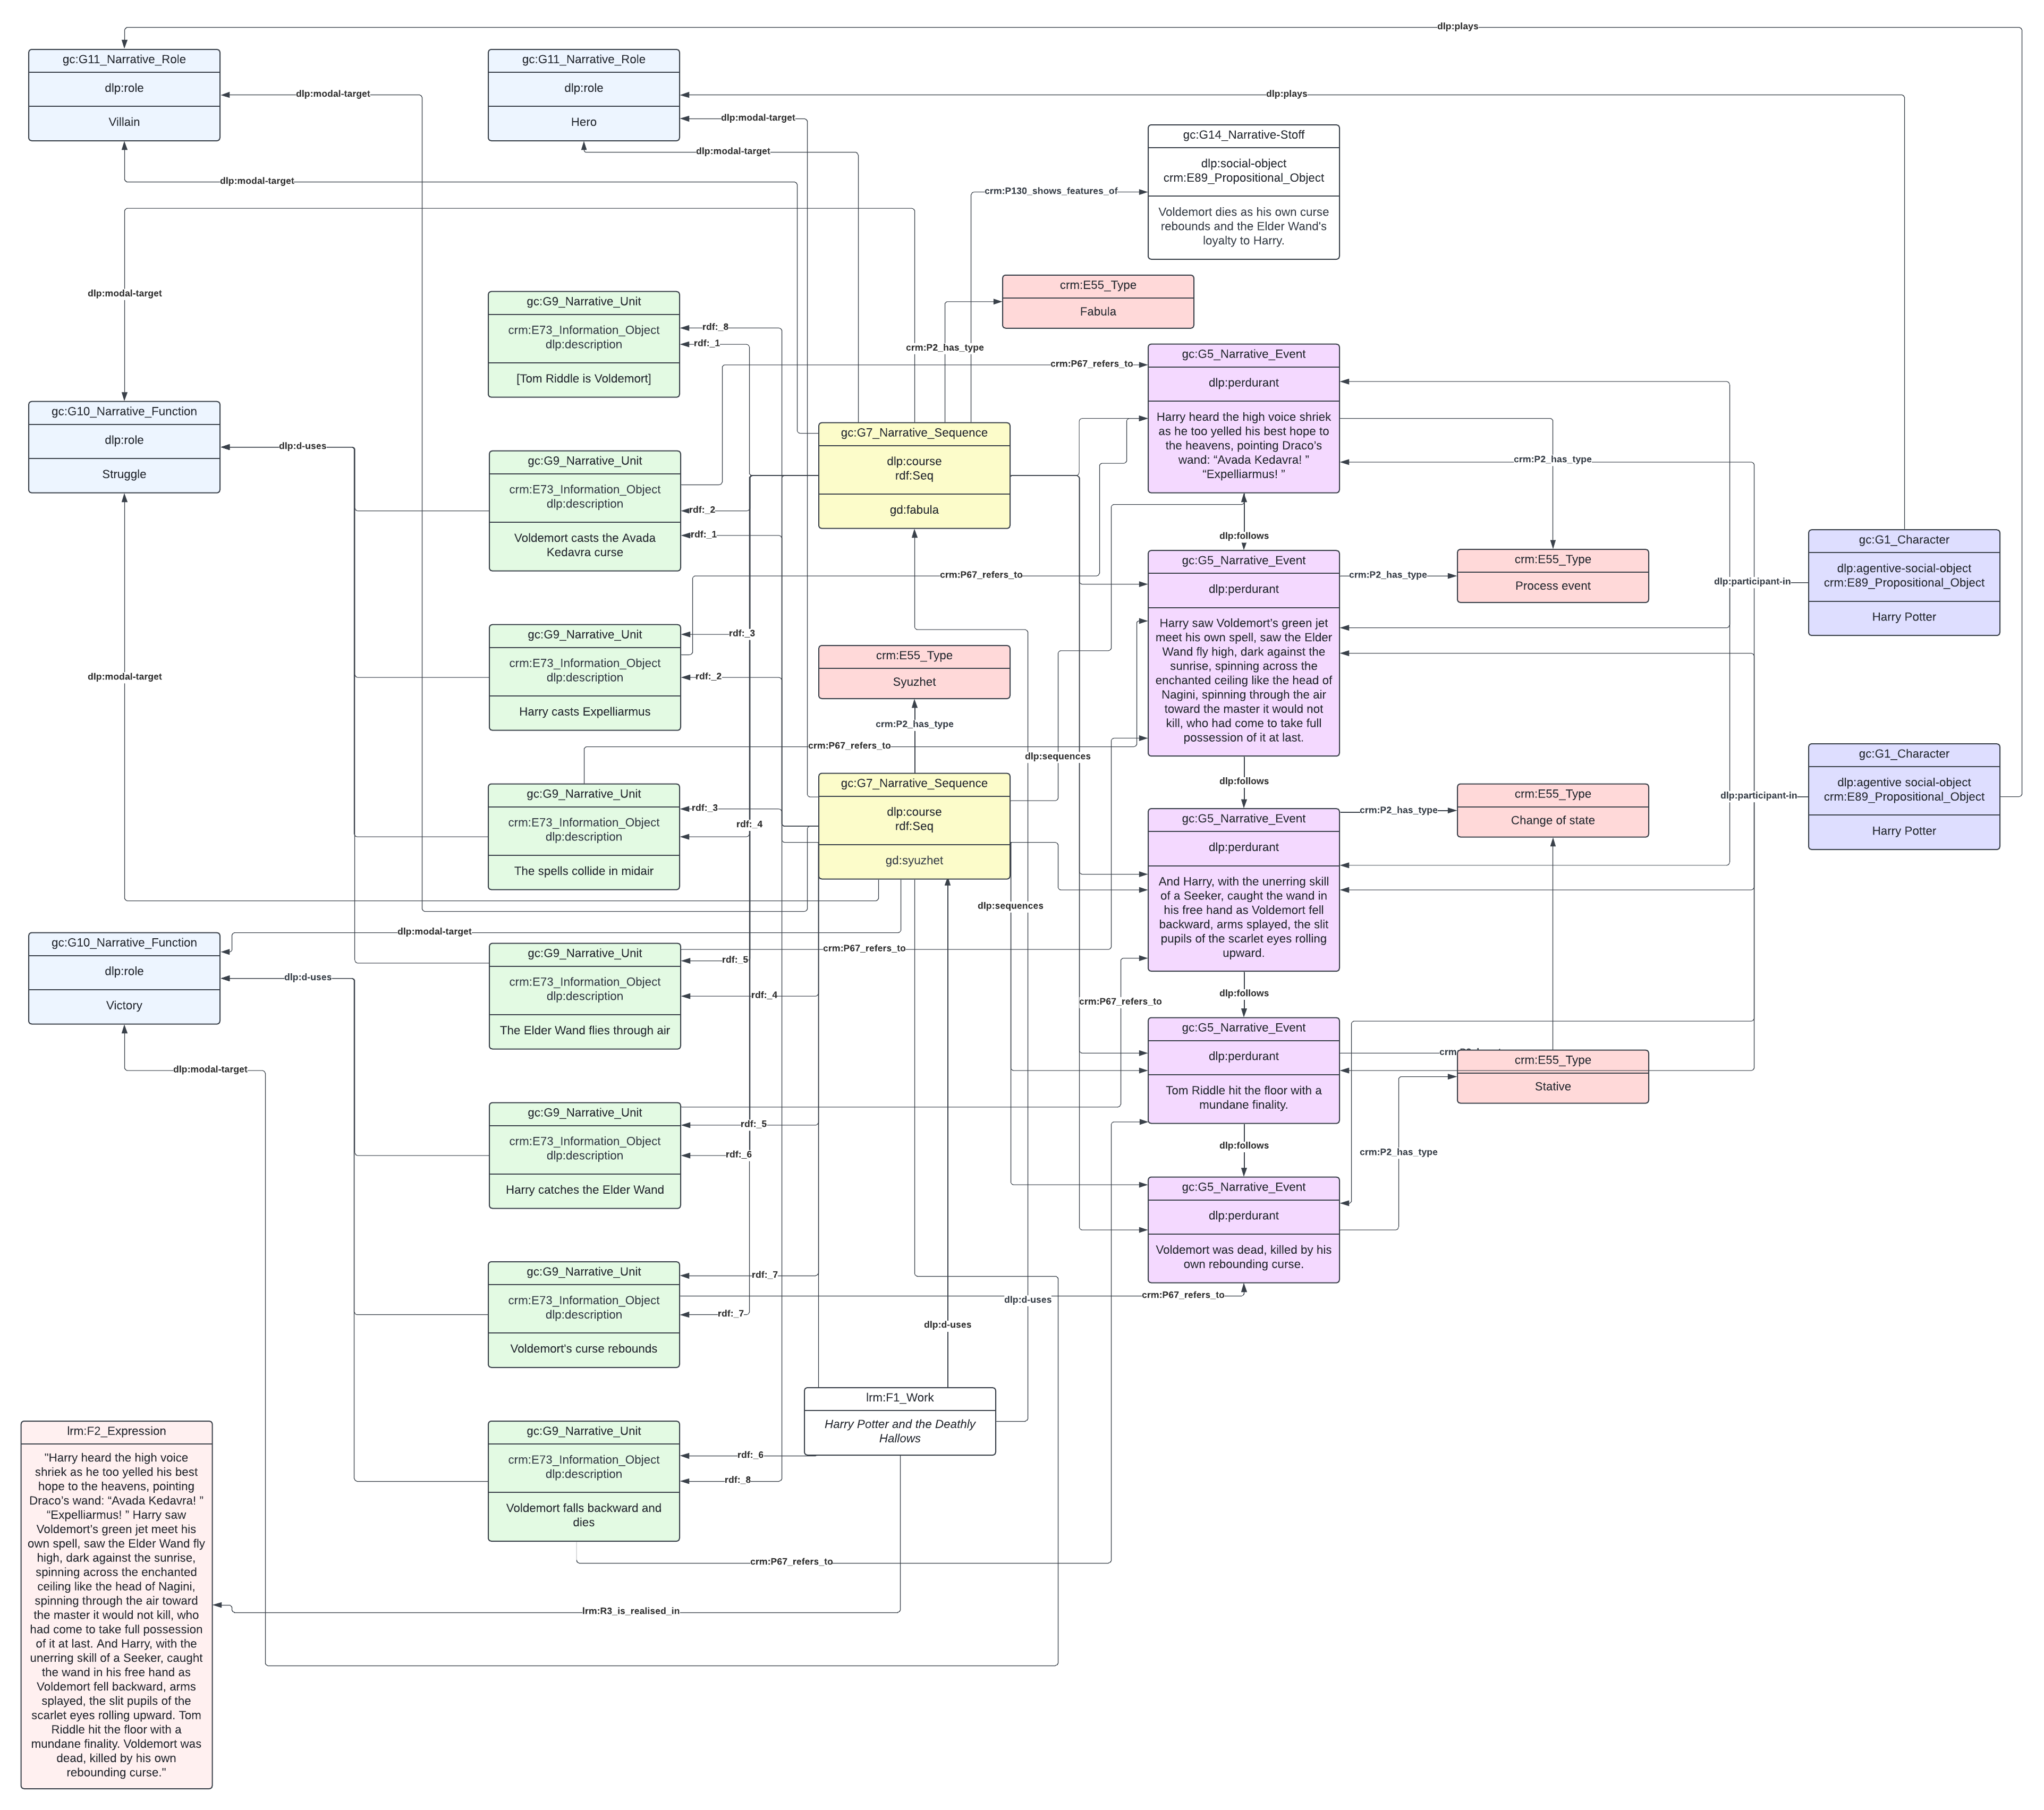 dlp:plays
gc:G11_Narrative_Role
dlp:role
Villain
dlp:modal-target
gc:G11_Narrative_Role
dlp:role
Hero
dlp:plays
dlp:modal-target
dlp:modal-target
dlp:modal-target
gc:G14_Narrative-Stoff
dlp:social-object
crm:E89_Propositional_Object
Voldemort dies as his own curse
rebounds and the Elder Wand's
loyalty to Harry.
crm:P130_shows_features_of
crm:E55_Type
Fabula
crm:P2_has_type
dlp:modal-target
gc:G9_Narrative_Unit
crm:E73_Information_Object
dlp:description
[Tom Riddle is Voldemort]
rdf:_8
rdf:_1
crm:P67_refers_to
gc:G5_Narrative_Event
dlp:perdurant
Harry heard the high voice shriek
as he too yelled his best hope to
the heavens, pointing Draco's
wand: “Avada Kedavra! ”
“Expelliarmus! ”
gc:G10_Narrative_Function
dlp:role
Struggle
dlp:d-uses
gc:G9_Narrative_Unit
crm:E73_Information_Object
dlp:description
Voldemort casts the Avada
Kedavra curse
rdf:_2
rdf:_1
gc:G7_Narrative_Sequence
dlp:course
rdf:Seq
gd:fabula
crm:P2_has_type
dlp:follows
crm:P67_refers_to
gc:G5_Narrative_Event
dlp:perdurant
Harry saw Voldemort's green jet
meet his own spell, saw the Elder
Wand fly high, dark against the
sunrise, spinning across the
enchanted ceiling like the head of
Nagini, spinning through the air
toward the master it would not
kill, who had come to take full
possession of it at last.
crm:P2_has_type
crm:E55_Type
Process event
dlp:participant-in
gc:G1_Character
dlp:agentive-social-object
crm:E89_Propositional_Object
Harry Potter
gc:G9_Narrative_Unit
crm:E73_Information_Object
dlp:description
Harry casts Expelliarmus
rdf:_3
rdf:_2
dlp:modal-target
crm:E55_Type
Syuzhet
crm:P2_has_type
crm:P67_refers_to
dlp:sequences
gc:G9_Narrative_Unit
crm:E73_Information_Object
dlp:description
The spells collide in midair
rdf:_3
rdf:_4
gc:G7_Narrative_Sequence
dlp:course
rdf:Seq
gd:syuzhet
dlp:follows
gc:G5_Narrative_Event
dlp:perdurant
And Harry, with the unerring skill
of a Seeker, caught the wand in
his free hand as Voldemort fell
backward, arms splayed, the slit
pupils of the scarlet eyes rolling
upward.
crm:P2_has_type
crm:E55_Type
Change of state
dlp:participant-in
gc:G1_Character
dlp:agentive social-object
crm:E89_Propositional_Object
Harry Potter
dlp:sequences
dlp:modal-target
gc:G10_Narrative_Function
dlp:role
Victory
dlp:d-uses
dlp:modal-target
gc:G9_Narrative_Unit
crm:E73_Information_Object
dlp:description
The Elder Wand flies through air
crm:P67_refers_to
rdf:_5
rdf:_4
crm:P67_refers_to
dlp:follows
gc:G5_Narrative_Event
dlp:perdurant
Tom Riddle hit the floor with a
mundane finality.
crm:E55_Type
Stative
gc:G9_Narrative_Unit
crm:E73_Information_Object
dlp:description
Harry catches the Elder Wand
rdf:_5
rdf:_6
dlp:follows
crm:P2_has_type
gc:G5_Narrative_Event
dlp:perdurant
Voldemort was dead, killed by his
own rebounding curse.
gc:G9_Narrative_Unit
crm:E73_Information_Object
dlp:description
Voldemort's curse rebounds
rdf:_7
rdf:_7
crm:P67_refers_to
dlp:d-uses
dlp:d-uses
lrm:F1_Work
Harry Potter and the Deathly
Hallows
gc:G9_Narrative_Unit
crm:E73_Information_Object
dlp:description
Voldemort falls backward and
dies
rdf:_6
rdf:_8
crm:P67_refers_to
lrm:R3_is_realised_in
lrm:F2_Expression
"Harry heard the high voice
shriek as he too yelled his best
hope to the heavens, pointing
Draco's wand: “Avada Kedavra! ”
“Expelliarmus! ” Harry saw
Voldemort's green jet meet his
own spell, saw the Elder Wand fly
high, dark against the sunrise,
spinning across the enchanted
ceiling like the head of Nagini,
spinning through the air toward
the master it would not kill, who
had come to take full possession
of it at last. And Harry, with the
unerring skill of a Seeker, caught
the wand in his free hand as
Voldemort fell backward, arms
splayed, the slit pupils of the
scarlet eyes rolling upward. Tom
Riddle hit the floor with a
mundane finality. Voldemort was
dead, killed by his own
rebounding curse."